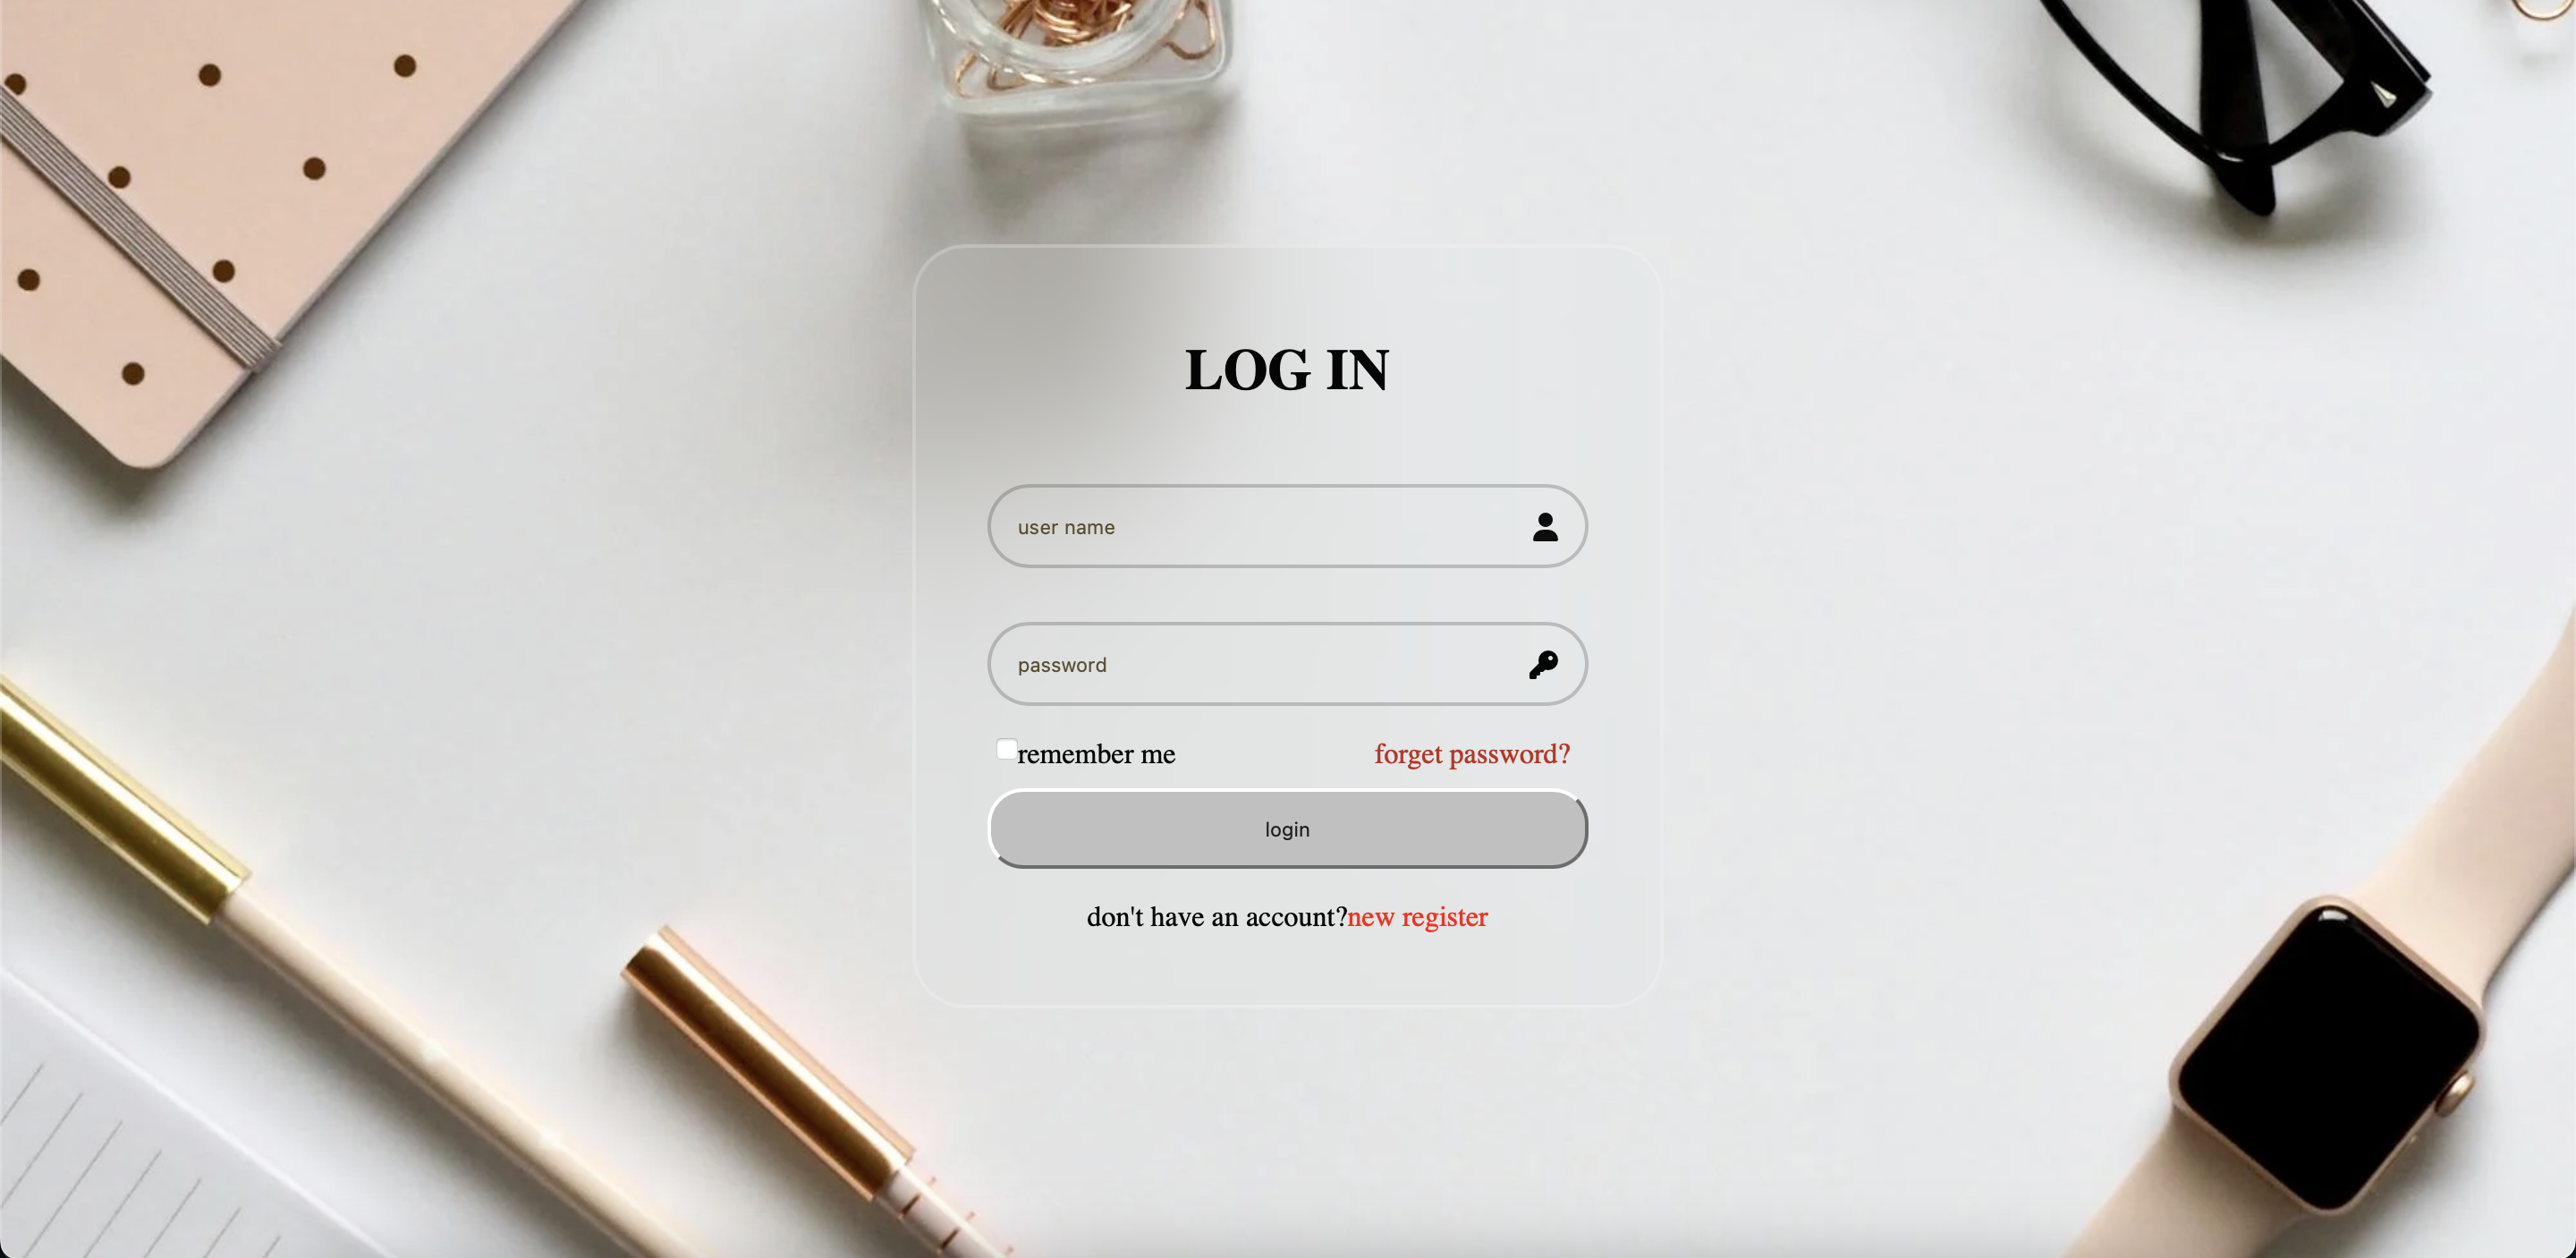 LOG IN
user name
password
remember me forget password?
login
don't have an account?new register